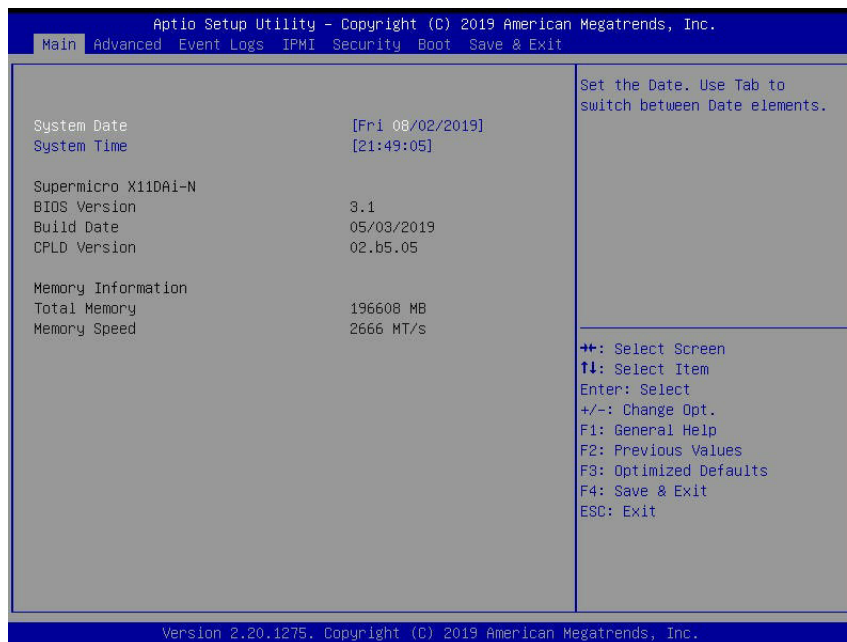 Aptio Setup Utility – Copyright (C) 2019 American Megatrends, Inc.
Main Advanced Event Logs IPMI Security Boot Save & Exit
System Date [Fri 08/02/2019]
System Time [21:49:05]
Supermicro X11DAi-N
BIOS Version 3.1
Build Date 05/03/2019
CPLD Version 02.b5.05
Memory Information
Total Memory 196608 MB
Memory Speed 2666 MT/s
Set the Date. Use Tab to
switch between Date elements.
→←: Select Screen
↑↓: Select Item
Enter: Select
+/-: Change Opt.
F1: General Help
F2: Previous Values
F3: Optimized Defaults
F4: Save & Exit
ESC: Exit
Version 2.20.1275. Copyright (C) 2019 American Megatrends, Inc.